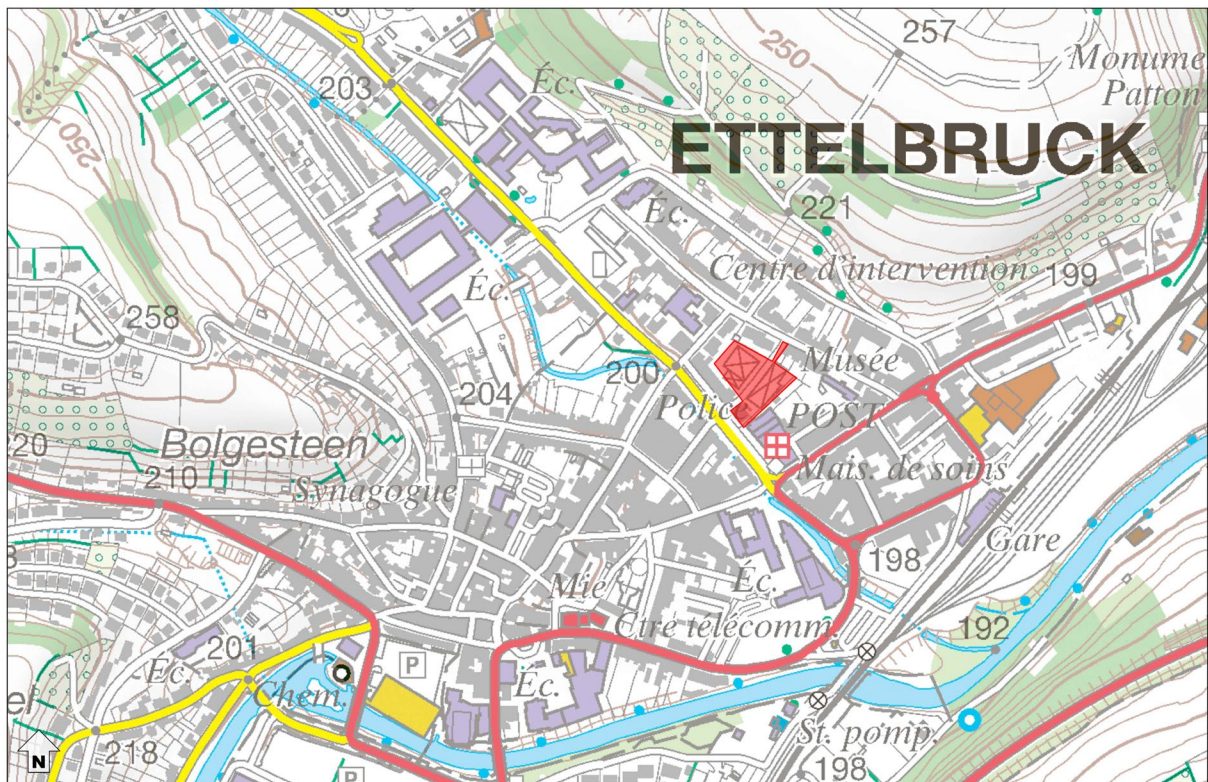 203
Éc.
250
257
Monume
Patton
ETTELBRUCK
250
Éc.
221
Centre d'intervention
199
Éc.
258
200
Musée
204
Police
POST
20
Bolgesteen
210
Synagogue
Mais. de soins
Gare
198
Mie
Éc.
Ctre télécomm.
192
201
Éc.
Chem.
P
Éc.
el
218
St. pomp.
N
P
198